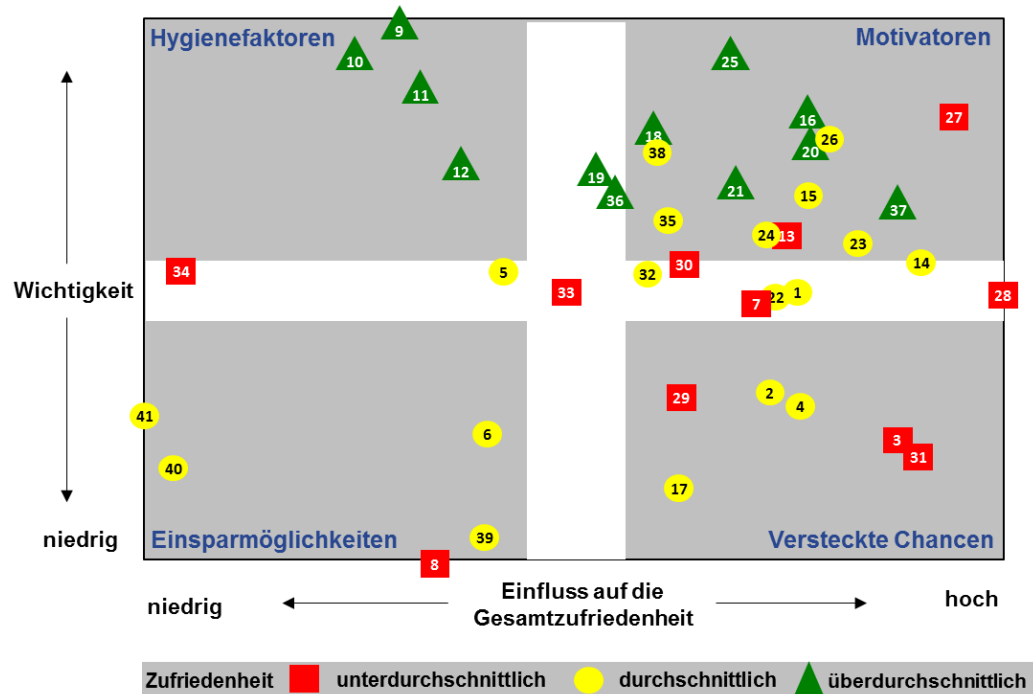 Hygienefaktoren
Motivatoren
9
10
25
11
16
27
18
26
20
38
12
19
21
36
15
37
35
24
13
23
14
30
34
5
32
Wichtigkeit
33
1
22
7
28
2
29
4
41
6
3
31
40
17
39
niedrig
Einsparmöglichkeiten
Versteckte Chancen
8
niedrig
Einfluss auf die
Gesamtzufriedenheit
hoch
Zufriedenheit
unterdurchschnittlich
durchschnittlich
überdurchschnittlich